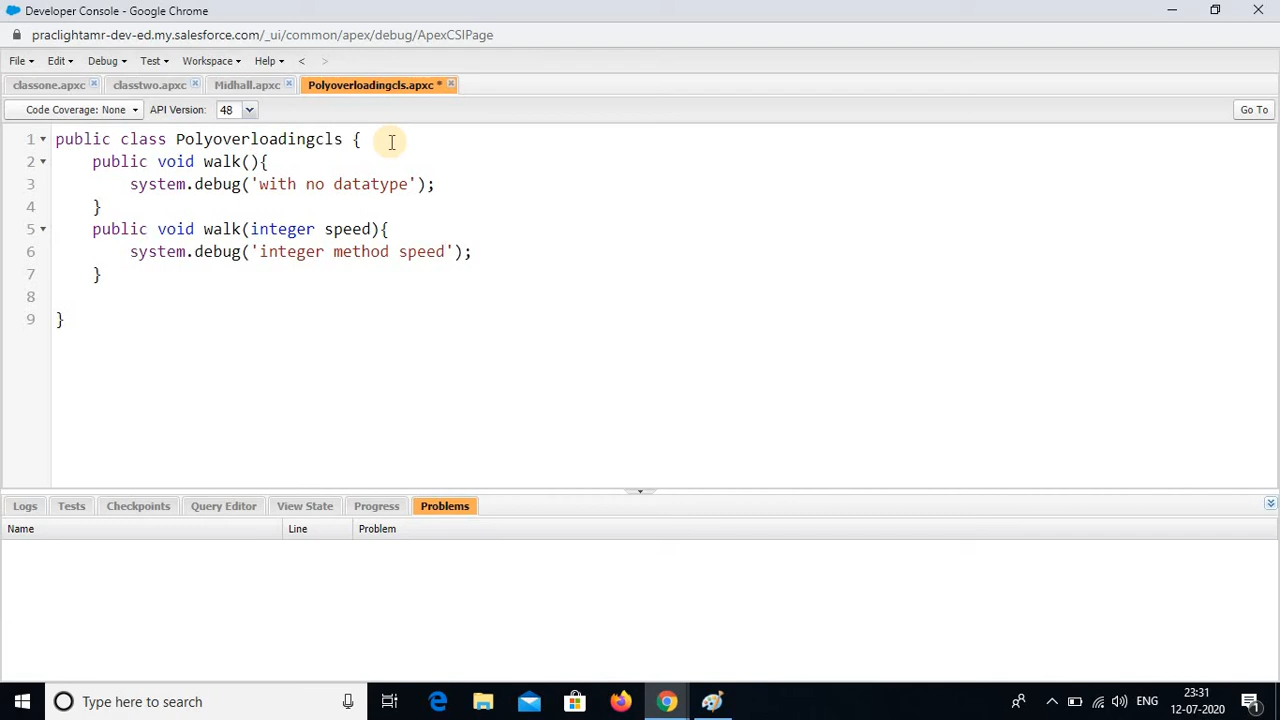 Developer Console - Google Chrome
praclightamr-dev-ed.my.salesforce.com/_ui/common/apex/debug/ApexCSIPage
File Edit Debug Test Workspace Help < >
classone.apxc classtwo.apxc Midhall.apxc Polyoverloadingcls.apxc *
Code Coverage: None API Version: 48 Go To
1 public class Polyoverloadingcls {
2 public void walk(){
3 system.debug('with no datatype');
4 }
5 public void walk(integer speed){
6 system.debug('integer method speed');
7 }
8
9 }
Logs Tests Checkpoints Query Editor View State Progress Problems
Name Line Problem
Type here to search
ENG
23:31
12-07-2020
1